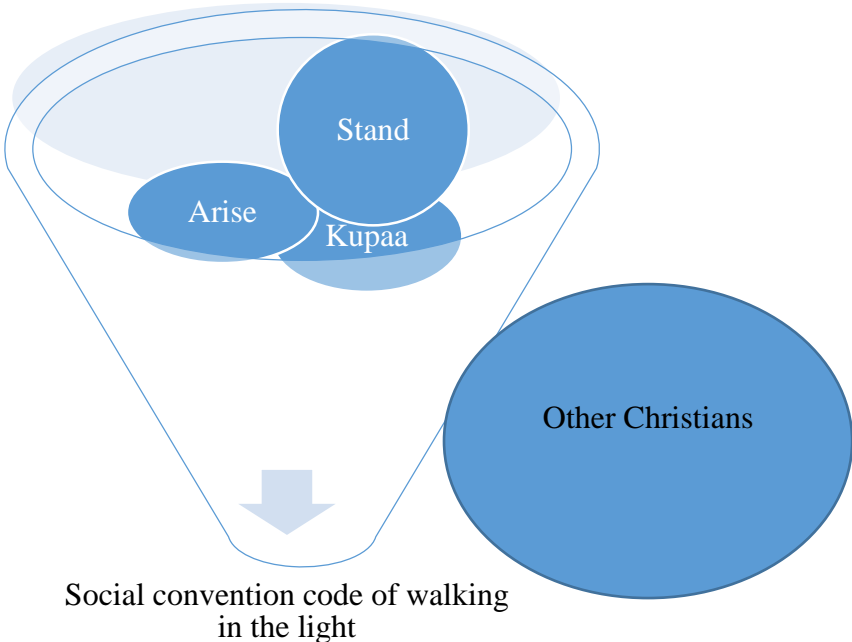 Stand
Arise
Kupaa
Other Christians
Social convention code of walking
in the light